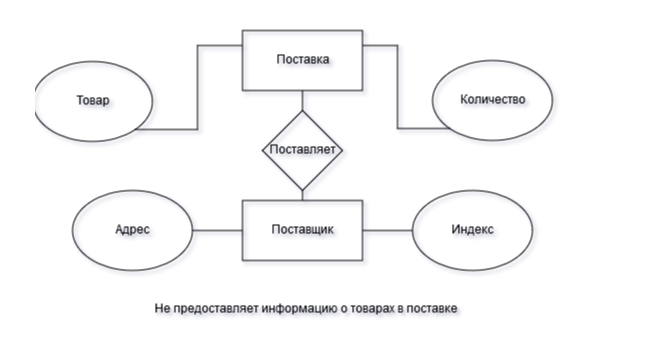 Поставка
Товар
Количество
Поставляет
Адрес
Поставщик
Индекс
Не предоставляет информацию о товарах в поставке